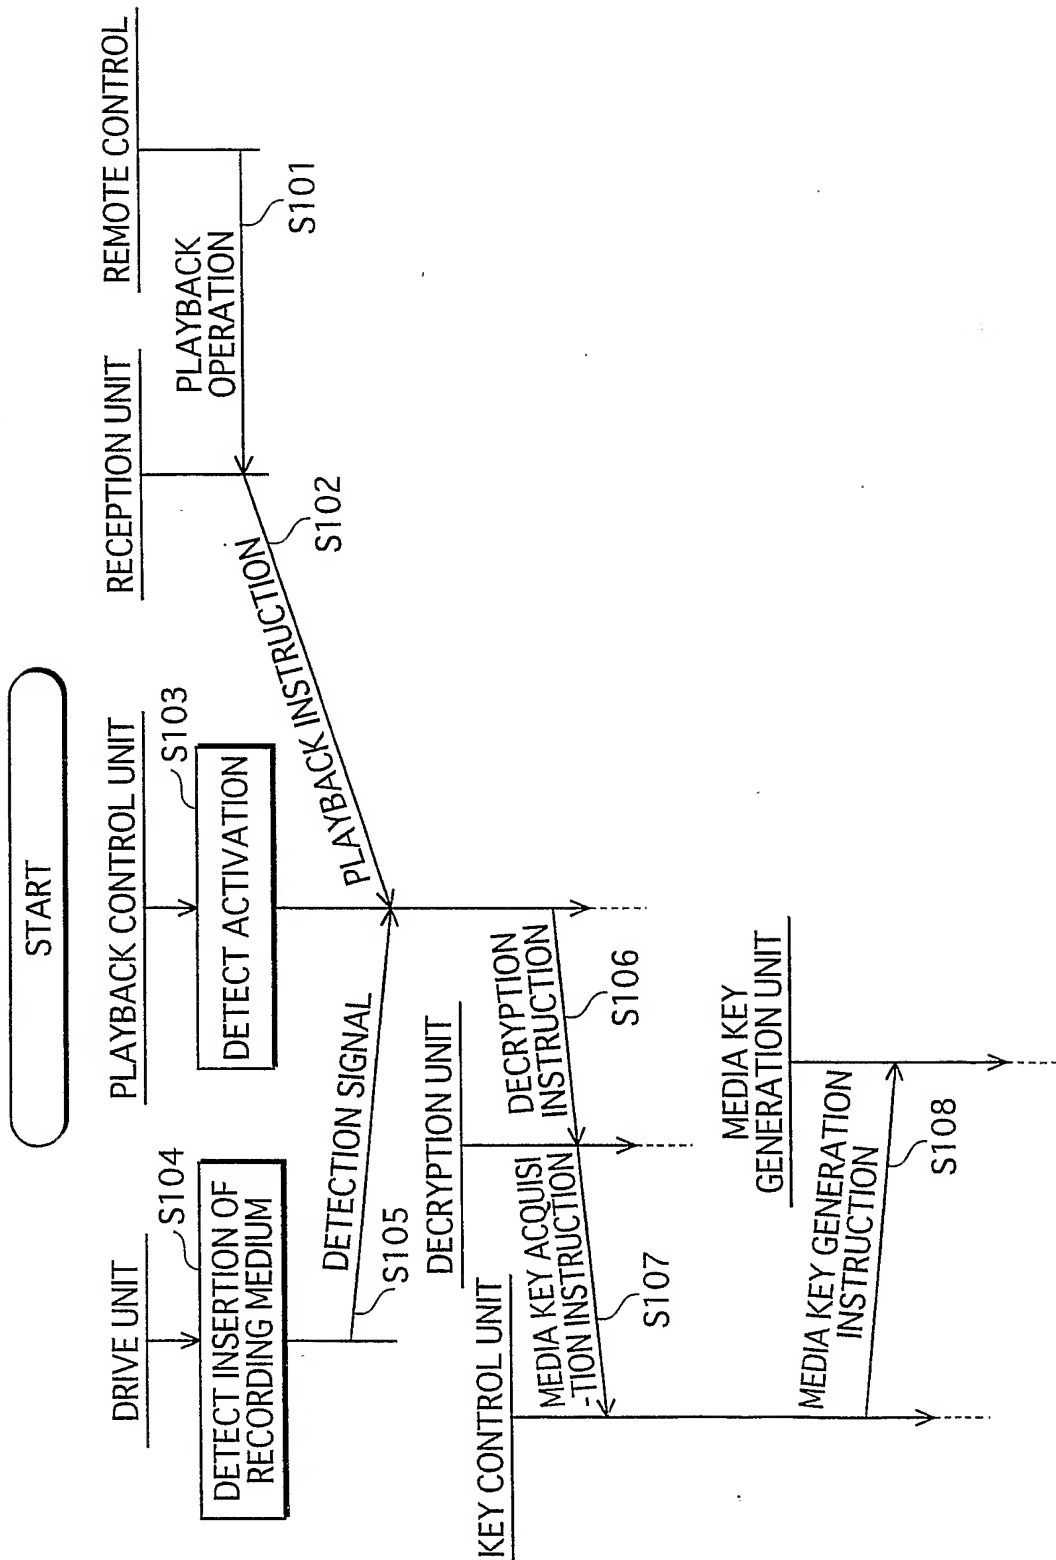 START
DRIVE UNIT
PLAYBACK CONTROL UNIT
RECEPTION UNIT
REMOTE CONTROL
S104
S103
DETECT INSERTION OF
RECORDING MEDIUM
DETECT ACTIVATION
PLAYBACK
OPERATION
S101
PLAYBACK INSTRUCTION
S102
DETECTION SIGNAL
S105
DECRYPTION UNIT
KEY CONTROL UNIT
DECRYPTION
INSTRUCTION
S106
MEDIA KEY ACQUISI
-TION INSTRUCTION
S107
MEDIA KEY
GENERATION UNIT
MEDIA KEY GENERATION
INSTRUCTION
S108